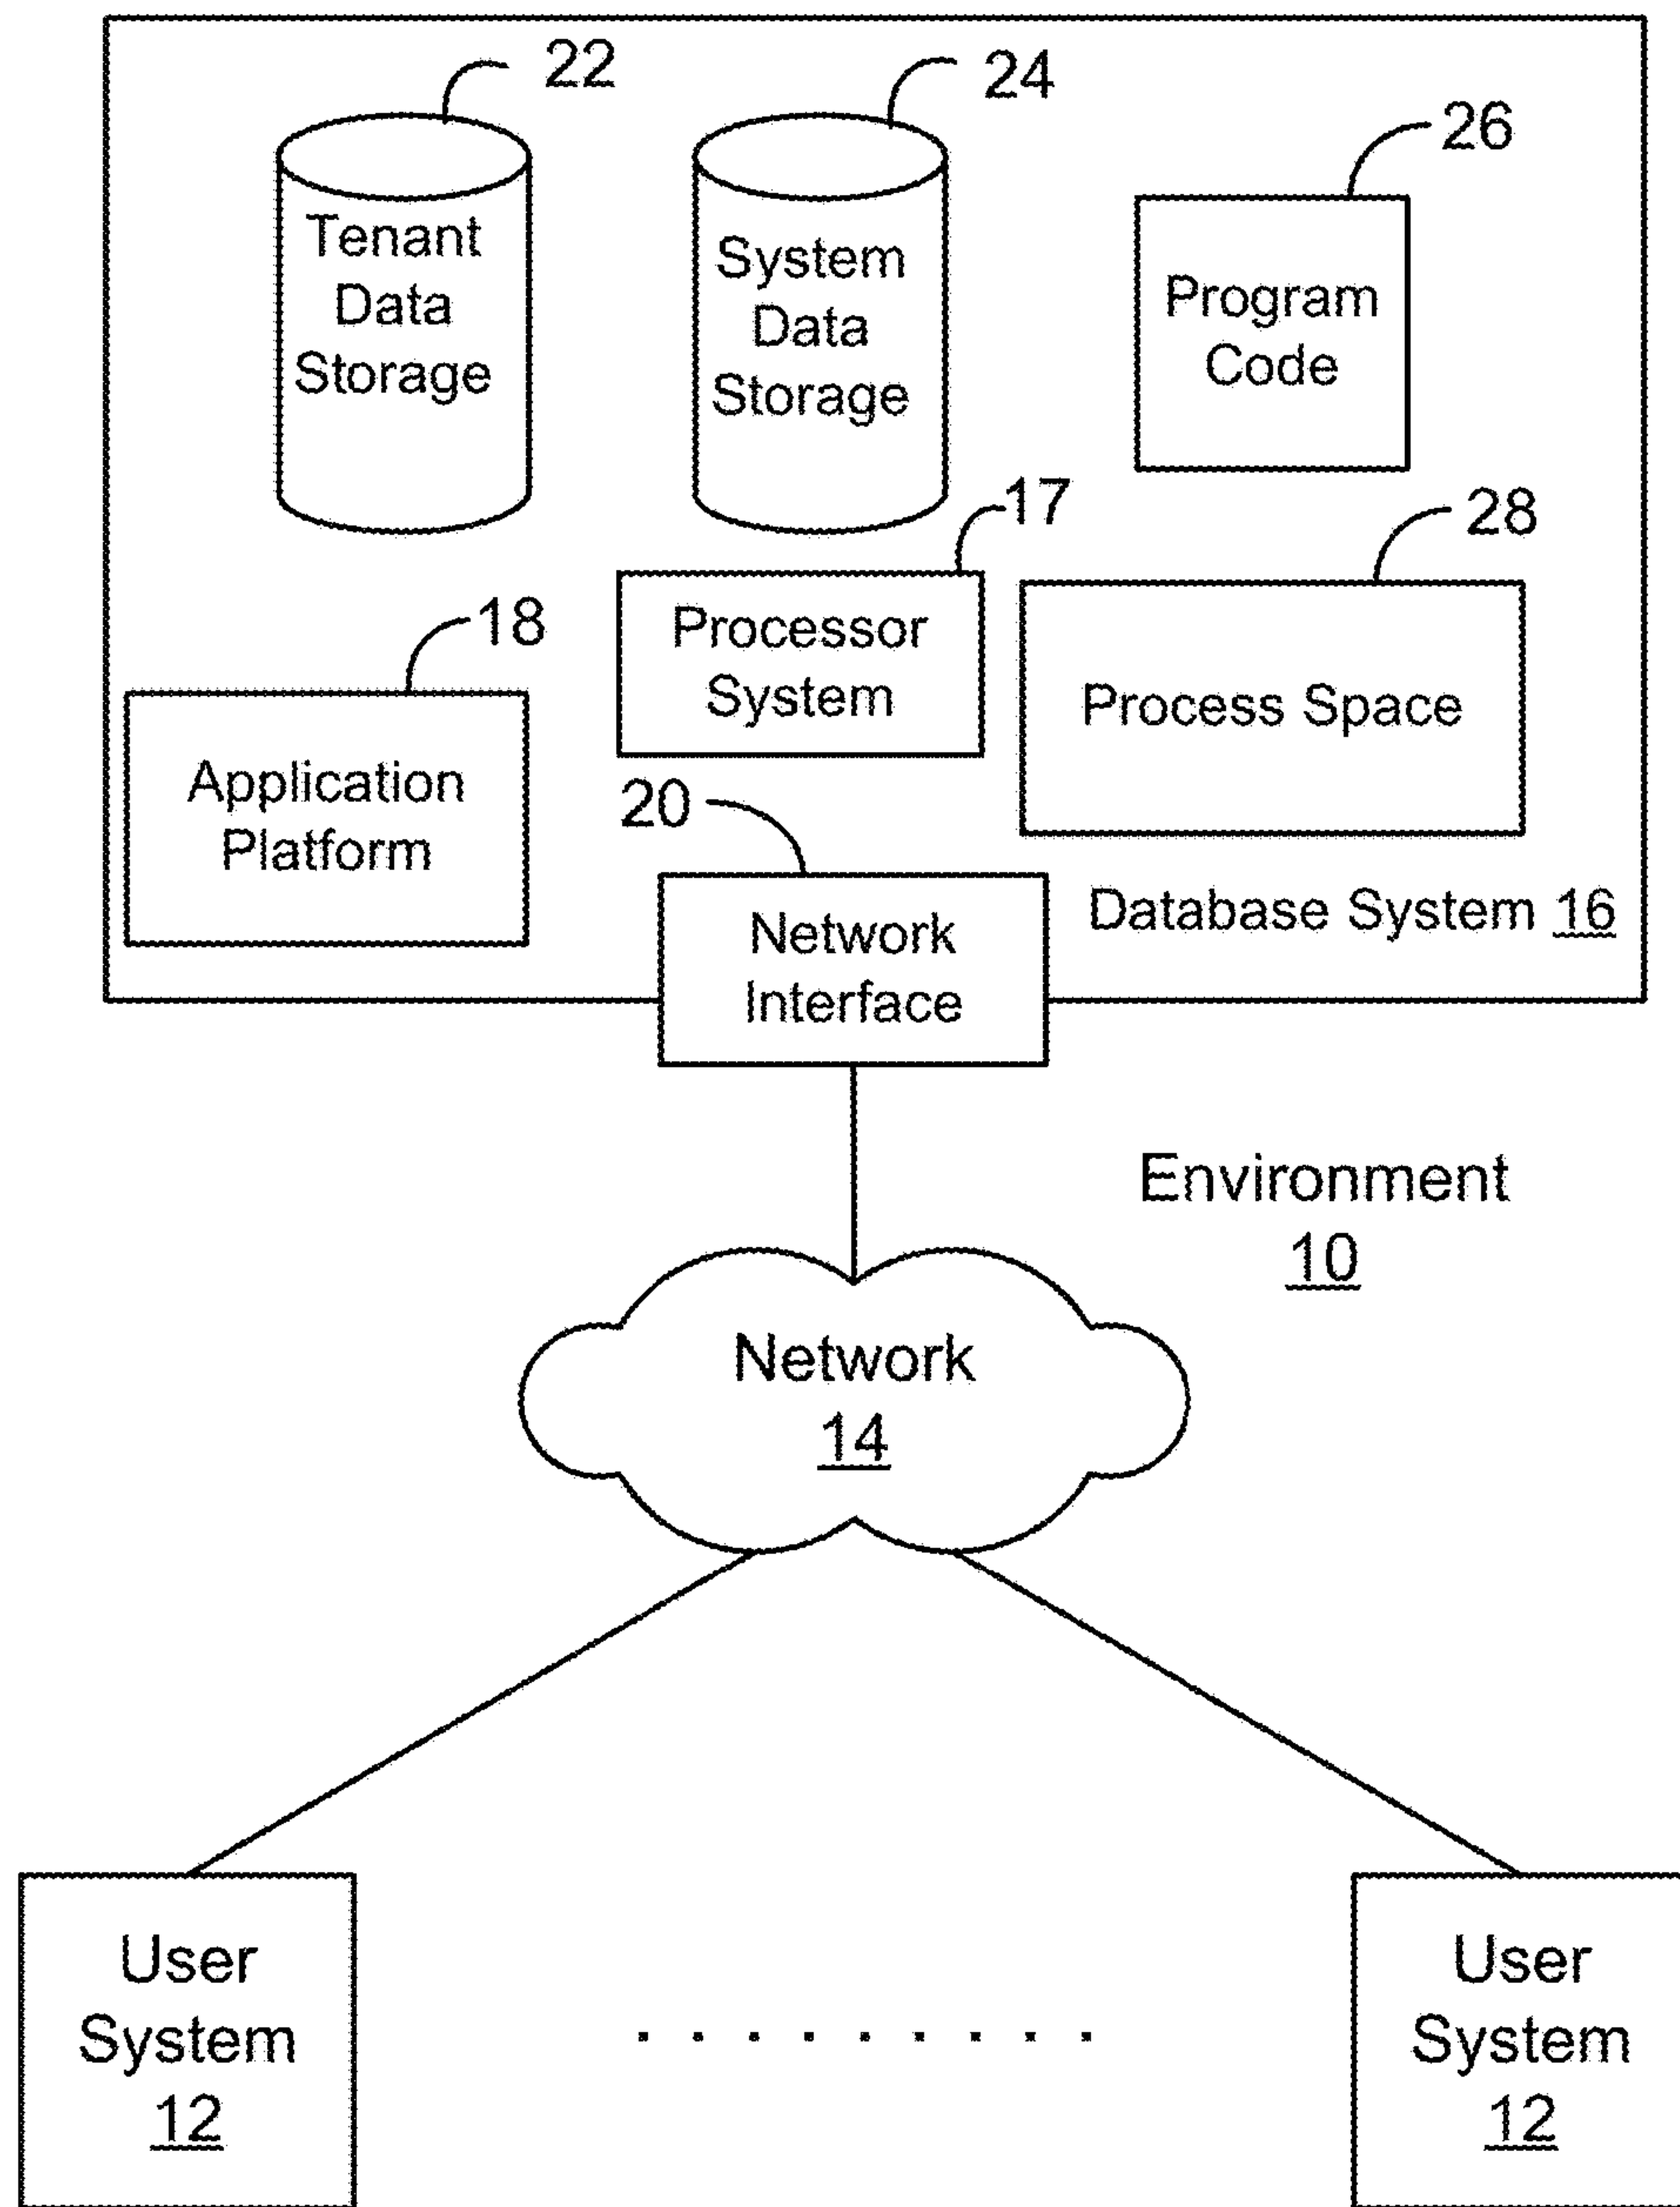 22
24
26
Tenant
Data
Storage
System
Data
Storage
Program
Code
17
28
18
Processor
System
Process Space
Application
Platform
20
Database System 16
Network
Interface
Environment
10
Network
14
User
System
12
User
System
12